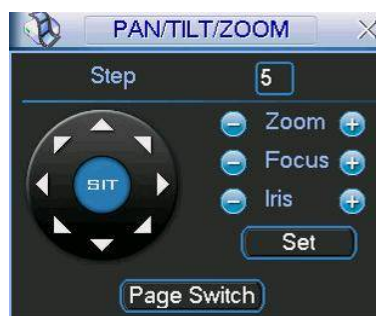 PAN/TILT/ZOOM
Step 5
Zoom
Focus
SIT
Iris
Set
Page Switch